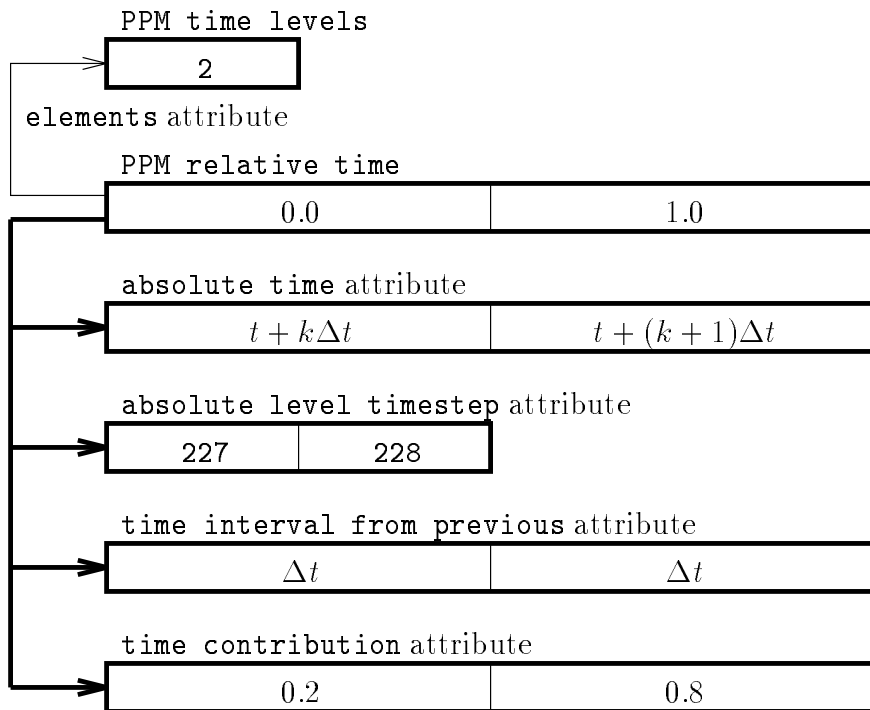 PPM time levels
2
elements attribute
PPM relative time
0.0 1.0
absolute time attribute
t + kΔt t + (k + 1)Δt
absolute level timestep attribute
227 228
time interval from previous attribute
Δt Δt
time contribution attribute
0.2 0.8